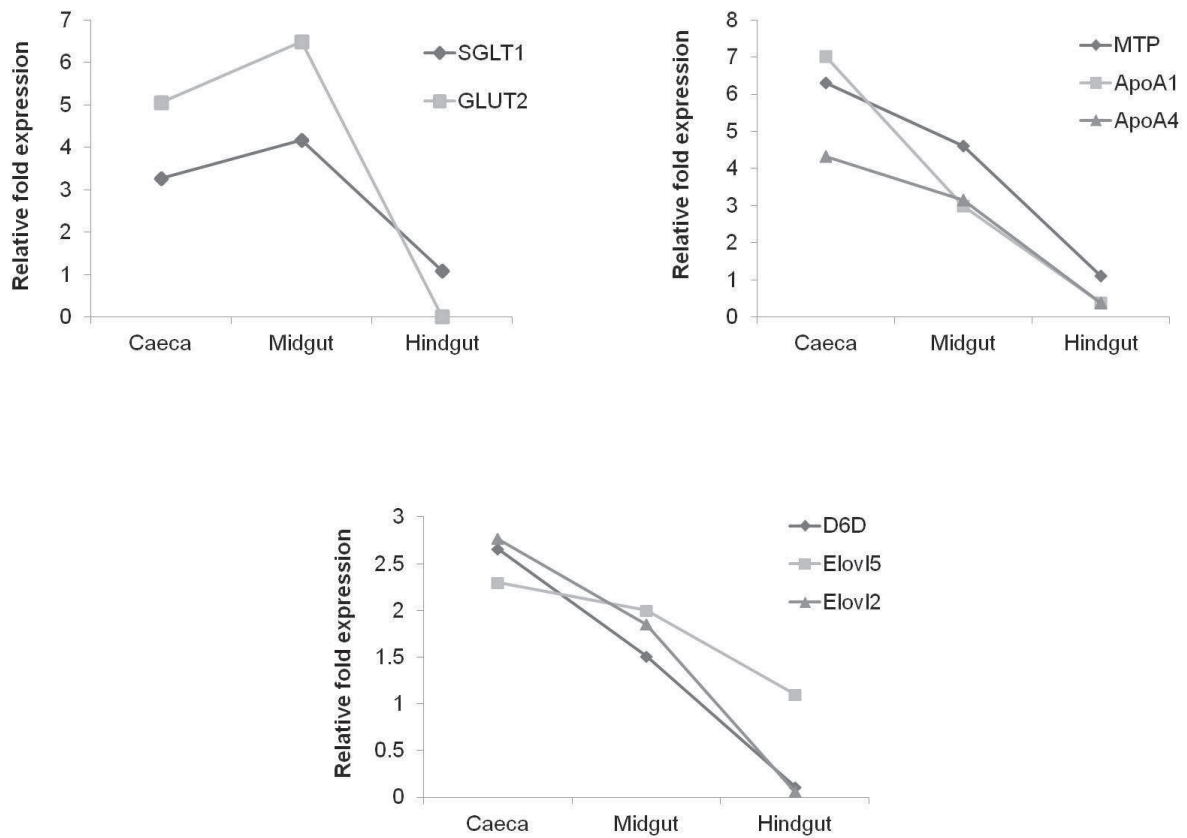 Relative fold expression
7
6
5
4
3
2
1
0
Caeca Midgut Hindgut
SGLT1
GLUT2
Relative fold expression
8
7
6
5
4
3
2
1
0
Caeca Midgut Hindgut
MTP
ApoA1
ApoA4
Relative fold expression
3
2.5
2
1.5
1
0.5
0
Caeca Midgut Hindgut
D6D
Elovl5
Elovl2